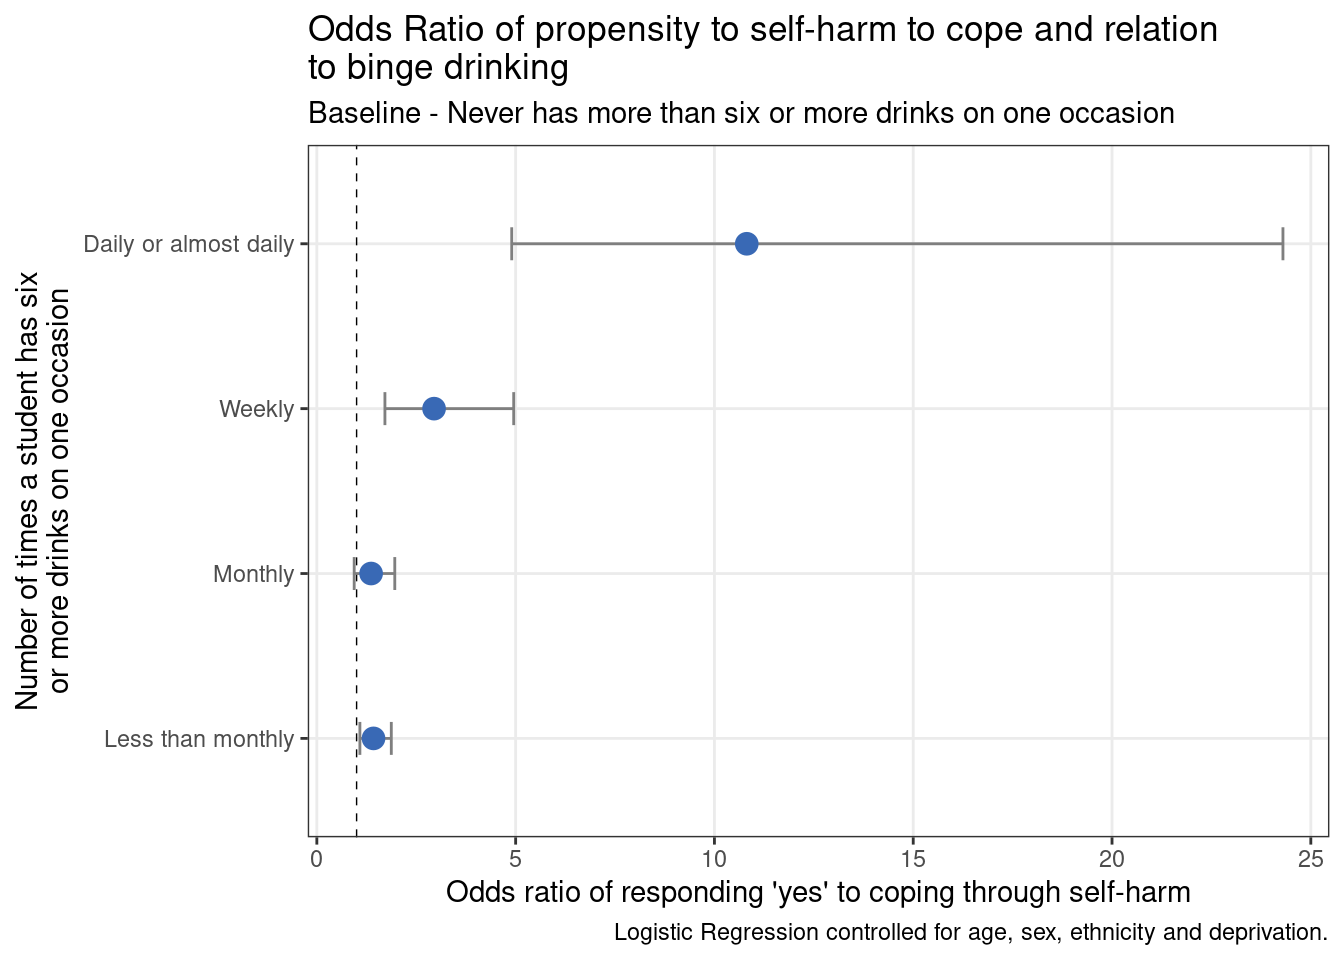 Odds Ratio of propensity to self-harm to cope and relation
to binge drinking
Baseline - Never has more than six or more drinks on one occasion
Number of times a student has six
or more drinks on one occasion
Daily or almost daily
Weekly
Monthly
Less than monthly
0 5 10 15 20 25
Odds ratio of responding 'yes' to coping through self-harm
Logistic Regression controlled for age, sex, ethnicity and deprivation.